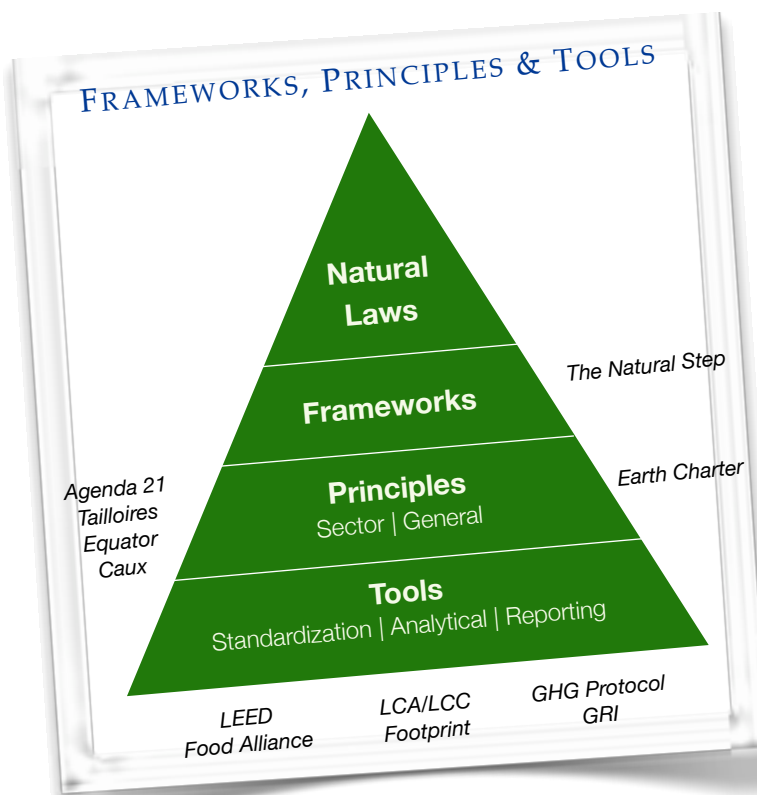 FRAMEWORKS, PRINCIPLES & TOOLS
Natural
Laws
The Natural Step
Frameworks
Agenda 21
Tailloires
Equator
Caux
Principles
Sector | General
Earth Charter
Tools
Standardization | Analytical | Reporting
LEED
Food Alliance
LCA/LCC
Footprint
GHG Protocol
GRI